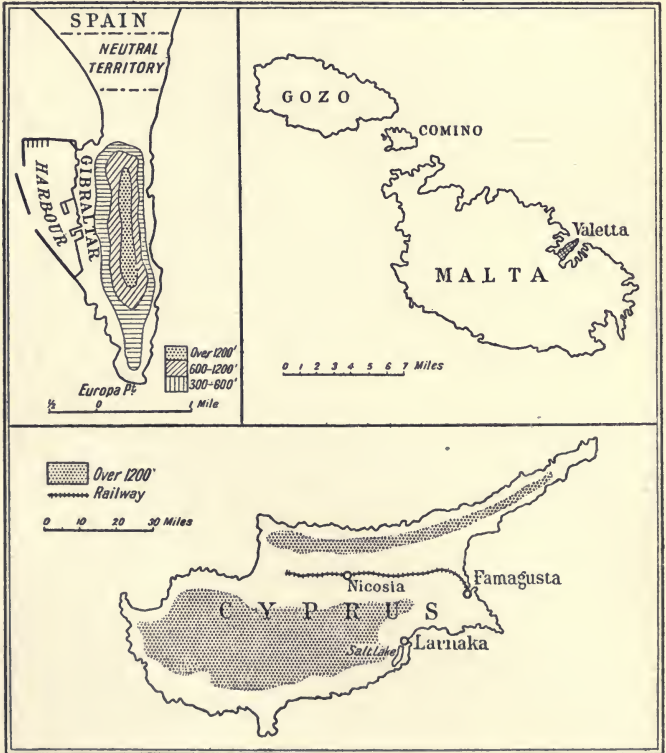 SPAIN
NEUTRAL
TERRITORY
HARBOUR
GIBRALTAR
Over 1200'
600-1200'
300-600'
Europa Pt.
½ 0 1 Mile
GOZO
COMINO
Valetta
MALTA
0 1 2 3 4 5 6 7 Miles
Over 1200'
Railway
0 10 20 30 Miles
Nicosia
Famagusta
CYPRUS
Larnaka
Salt Lake